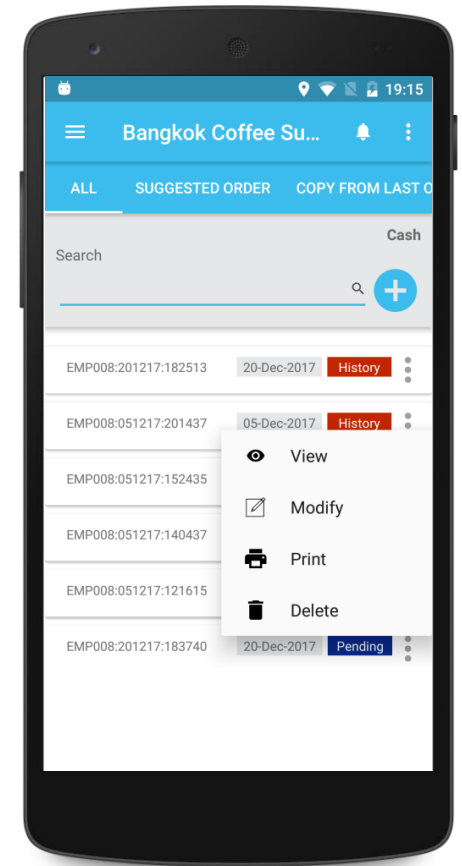 19:15
Bangkok Coffee Su...
ALL SUGGESTED ORDER COPY FROM LAST O
Cash
Search
EMP008:201217:182513 20-Dec-2017 History
EMP008:051217:201437 05-Dec-2017 History
View
EMP008:051217:152435
Modify
EMP008:051217:140437
Print
EMP008:051217:121615
Delete
EMP008:201217:183740 20-Dec-2017 Pending